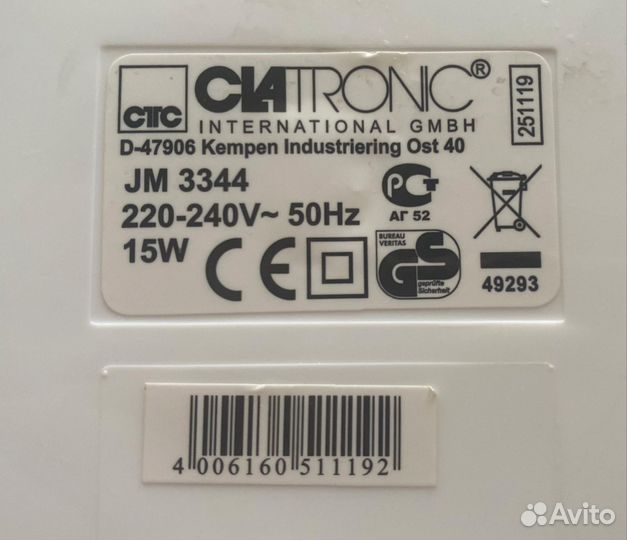 CTC CLATRONIC®
INTERNATIONAL GMBH
251119
D-47906 Kempen Industriering Ost 40
JM 3344
220-240V~ 50Hz
15W
CE
РСТ
АГ 52
BUREAU
VERITAS
GS
geprüfte
Sicherheit
49293
4 006160 511192
Avito